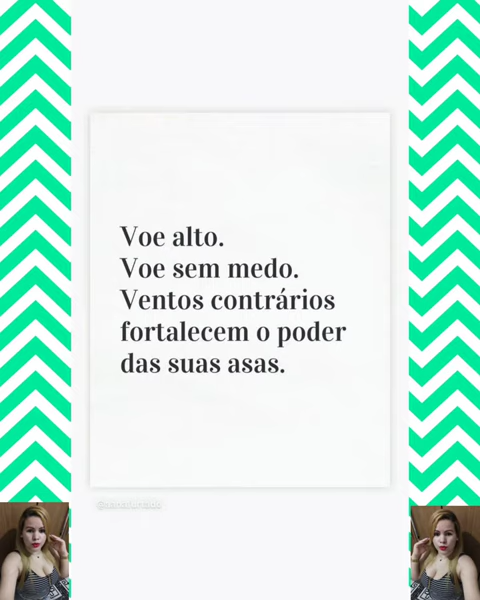 Voe alto.
Voe sem medo.
Ventos contrários
fortalecem o poder
das suas asas.